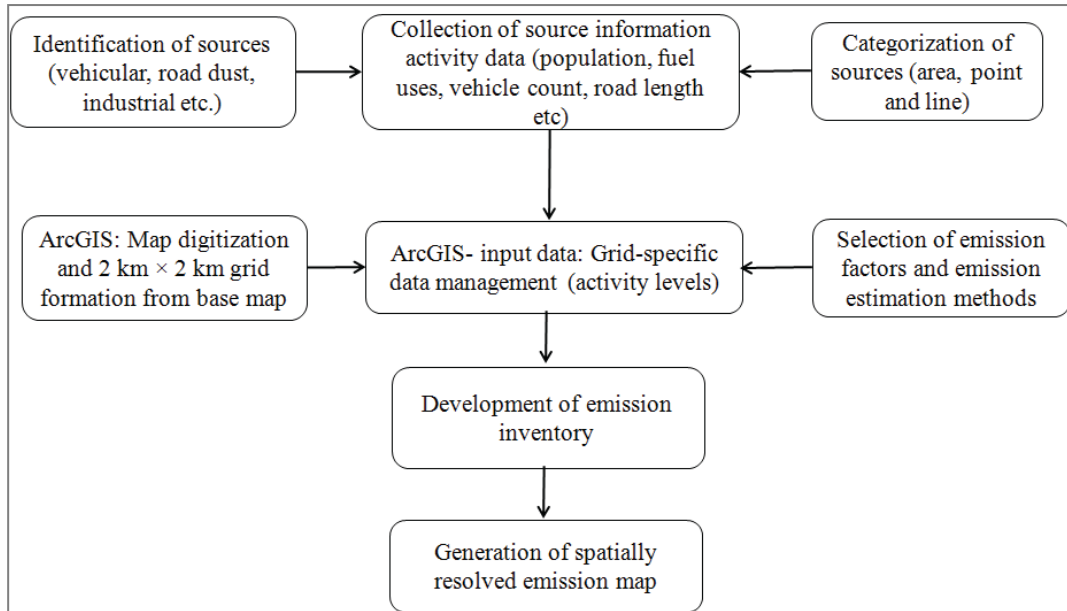 Identification of sources
(vehicular, road dust,
industrial etc.)
Collection of source information
activity data (population, fuel
uses, vehicle count, road length
etc)
Categorization of
sources (area, point
and line)
ArcGIS: Map digitization
and 2 km × 2 km grid
formation from base map
ArcGIS- input data: Grid-specific
data management (activity levels)
Selection of emission
factors and emission
estimation methods
Development of emission
inventory
Generation of spatially
resolved emission map